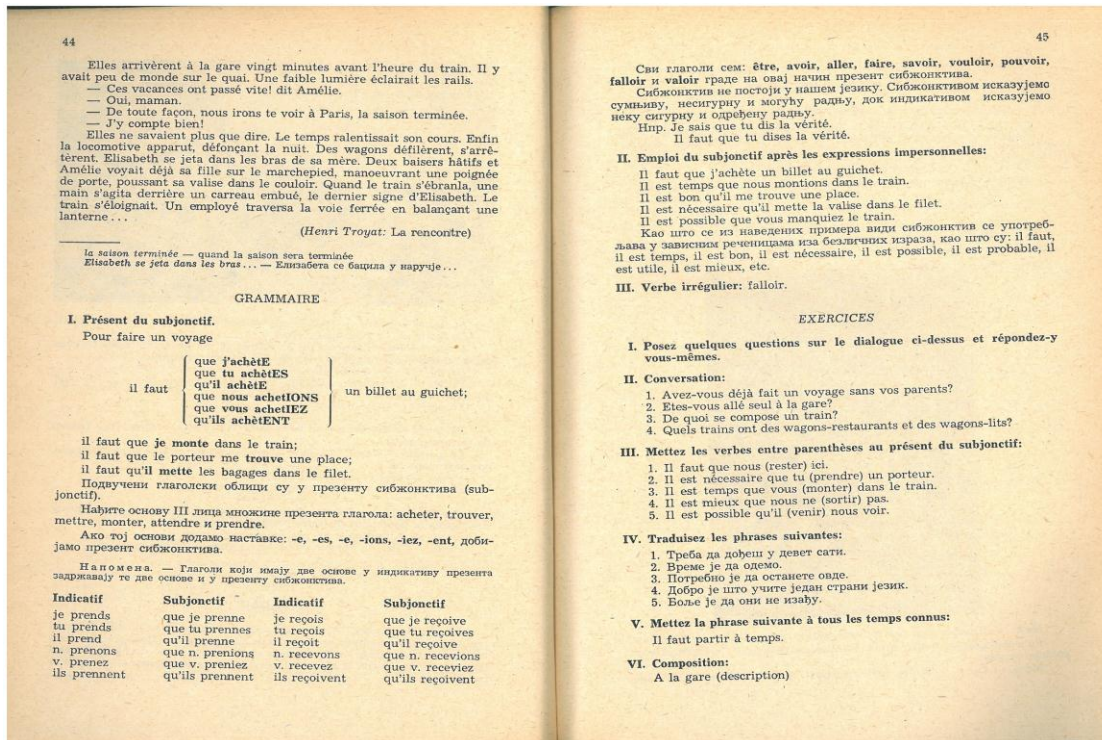 44
Elles arrivèrent à la gare vingt minutes avant l'heure du train. Il y
avait peu de monde sur le quai. Une faible lumière éclairait les rails.
— Ces vacances ont passé vite! dit Amélie.
— Oui, maman.
— De toute façon, nous irons te voir à Paris, la saison terminée.
— J'y compte bien!
Elles ne savaient plus que dire. Le temps ralentissait son cours. Enfin
la locomotive apparut, défonçant la nuit. Des wagons défilèrent, s'arrê-
tèrent. Elisabeth se jeta dans les bras de sa mère. Deux baisers hâtifs et
Amélie voyait déjà sa fille sur le marchepied, manoeuvrant une poignée
de porte, poussant sa valise dans le couloir. Quand le train s'ébranla, une
main s'agita derrière un carreau embué, le dernier signe d'Elisabeth. Le
train s'éloignait. Un employé traversa la voie ferrée en balançant une
lanterne...
(Henri Troyat: La rencontre)
la saison terminée — quand la saison sera terminée
Elisabeth se jeta dans les bras... — Елизабета се бацила у наручје...
GRAMMAIRE
I. Présent du subjonctif.
Pour faire un voyage
que j'achètE
que tu achètES
qu'il achètE
il faut
que nous achetIONS
un billet au guichet;
que vous achetIEZ
qu'ils achètENT
il faut que je monte dans le train;
il faut que le porteur me trouve une place;
il faut qu'il mette les bagages dans le filet.
Подвучени глаголски облици су у презенту сибжонктива (sub-
jonctif).
Нађите основу III лица множине презента глагола: acheter, trouver,
mettre, monter, attendre и prendre.
Ако тој основи додамо наставке: -e, -es, -e, -ions, -iez, -ent, доби-
јамо презент сибжонктива.
Напомена. — Глаголи који имају две основе у индикативу презента
задржавају те две основе и у презенту сибжонктива.
Indicatif Subjonctif Indicatif Subjonctif
je prends que je prenne je reçois que je reçoive
tu prends que tu prennes tu reçois que tu reçoives
il prend qu'il prenne il reçoit qu'il reçoive
n. prenons que n. prenions n. recevons que n. recevions
v. prenez que v. preniez v. recevez que v. receviez
ils prennent qu'ils prennent ils reçoivent qu'ils reçoivent
45
Сви глаголи сем: être, avoir, aller, faire, savoir, vouloir, pouvoir,
falloir и valoir граде на овај начин презент сибжонктива.
Сибжонктив не постоји у нашем језику. Сибжонктивом исказујемо
сумњиву, несигурну и могућу радњу, док индикативом исказујемо
неку сигурну и одређену радњу.
Нпр. Je sais que tu dis la vérité.
Il faut que tu dises la vérité.
II. Emploi du subjonctif après les expressions impersonnelles:
Il faut que j'achète un billet au guichet.
Il est temps que nous montions dans le train.
Il est bon qu'il me trouve une place.
Il est nécessaire qu'il mette la valise dans le filet.
Il est possible que vous manquiez le train.
Као што се из наведених примера види сибжонктив се употреб-
љава у зависним реченицама иза безличних израза, као што су: il faut,
il est temps, il est bon, il est nécessaire, il est possible, il est probable, il
est utile, il est mieux, etc.
III. Verbe irrégulier: falloir.
EXERCICES
I. Posez quelques questions sur le dialogue ci-dessus et répondez-y
vous-mêmes.
II. Conversation:
1. Avez-vous déjà fait un voyage sans vos parents?
2. Etes-vous allé seul à la gare?
3. De quoi se compose un train?
4. Quels trains ont des wagons-restaurants et des wagons-lits?
III. Mettez les verbes entre parenthèses au présent du subjonctif:
1. Il faut que nous (rester) ici.
2. Il est nécessaire que tu (prendre) un porteur.
3. Il est temps que vous (monter) dans le train.
4. Il est mieux que nous ne (sortir) pas.
5. Il est possible qu'il (venir) nous voir.
IV. Traduisez les phrases suivantes:
1. Треба да дођеш у девет сати.
2. Време је да одемо.
3. Потребно је да останете овде.
4. Добро је што учите један страни језик.
5. Боље је да они не изађу.
V. Mettez la phrase suivante à tous les temps connus:
Il faut partir à temps.
VI. Composition:
A la gare (description)